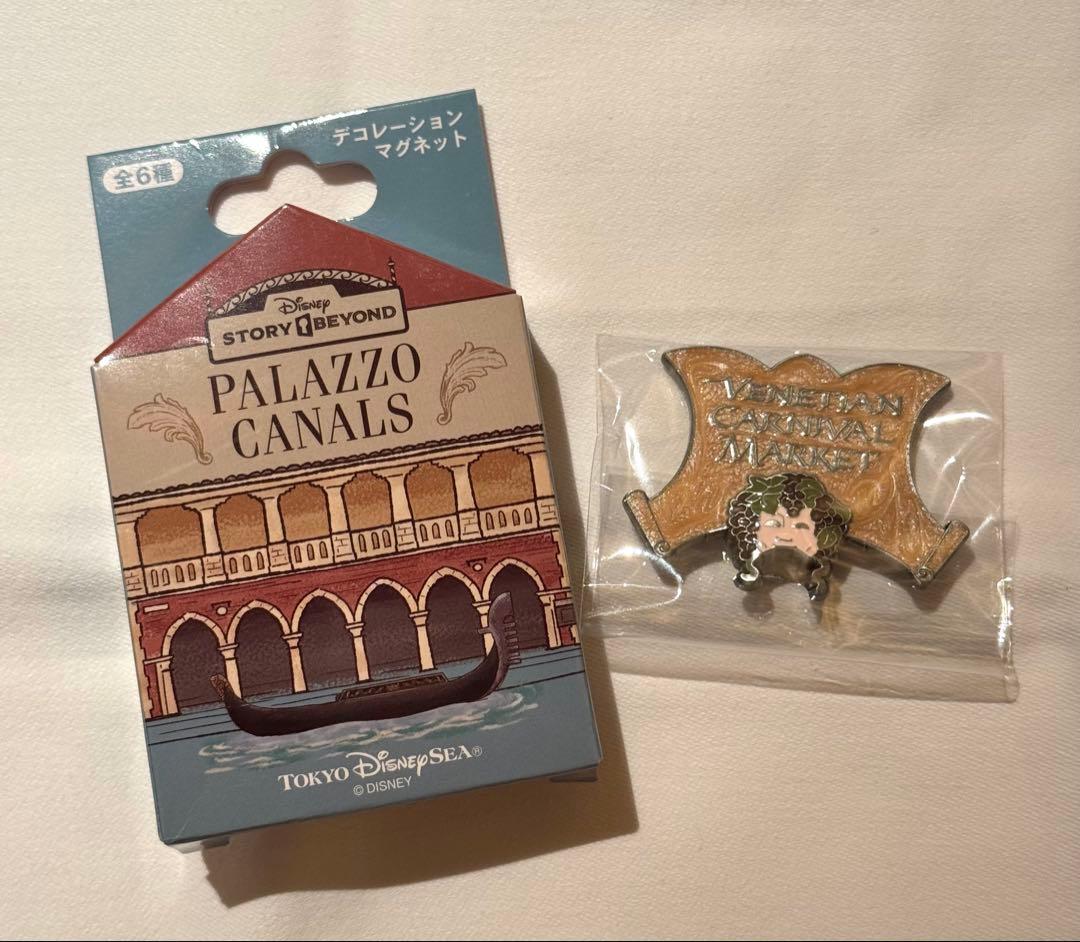 デコレーション
マグネット
全6種
Disney
STORY BEYOND
PALAZZO
CANALS
TOKYO DISNEYSEA®
© DISNEY
VENETIAN
CARNIVAL
MARKET